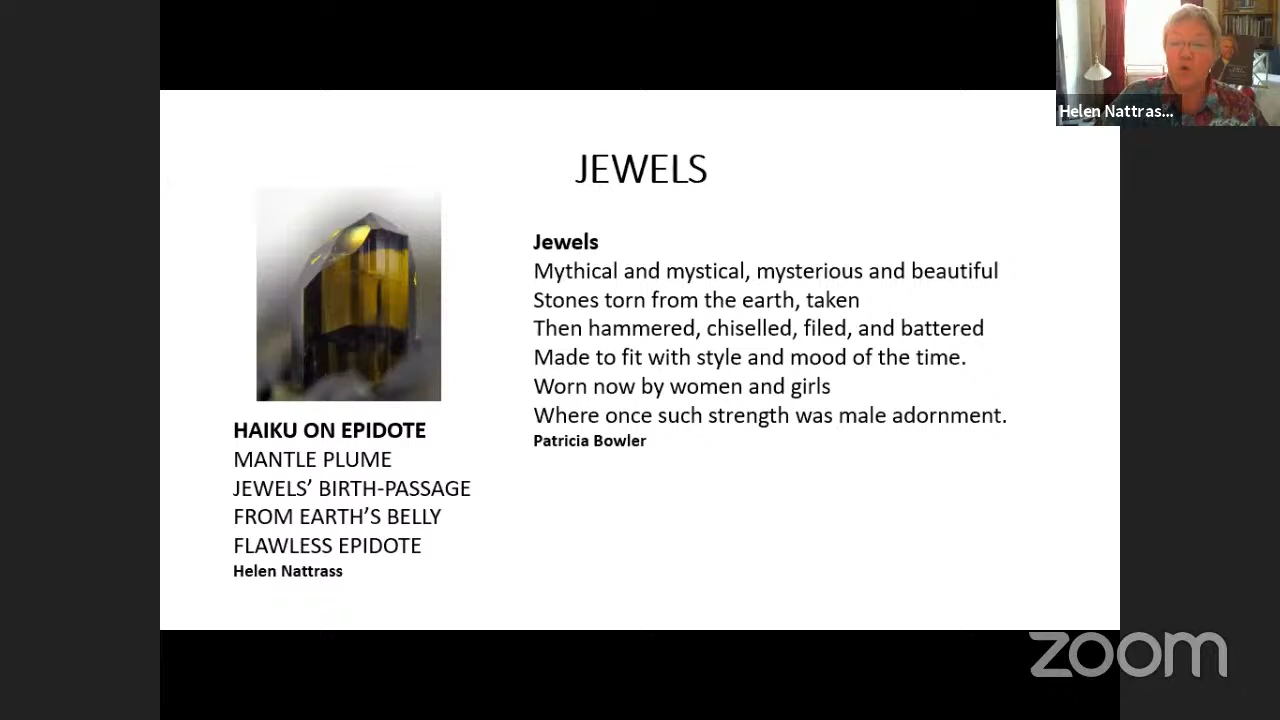 Helen Nattras...
JEWELS
HAIKU ON EPIDOTE
MANTLE PLUME
JEWELS’ BIRTH-PASSAGE
FROM EARTH’S BELLY
FLAWLESS EPIDOTE
Helen Nattrass
Jewels
Mythical and mystical, mysterious and beautiful
Stones torn from the earth, taken
Then hammered, chiselled, filed, and battered
Made to fit with style and mood of the time.
Worn now by women and girls
Where once such strength was male adornment.
Patricia Bowler
zoom